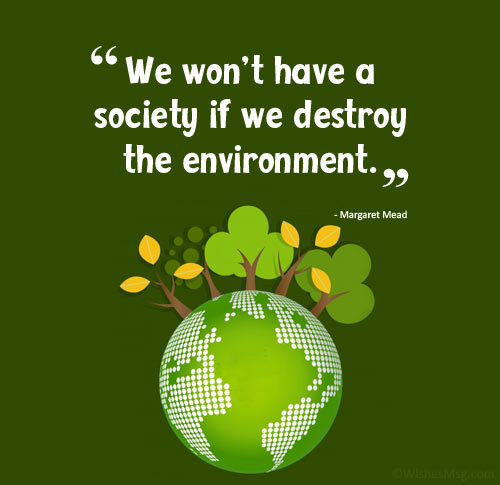 “We won’t have a
society if we destroy
the environment.”
- Margaret Mead
©WishesMsg.com